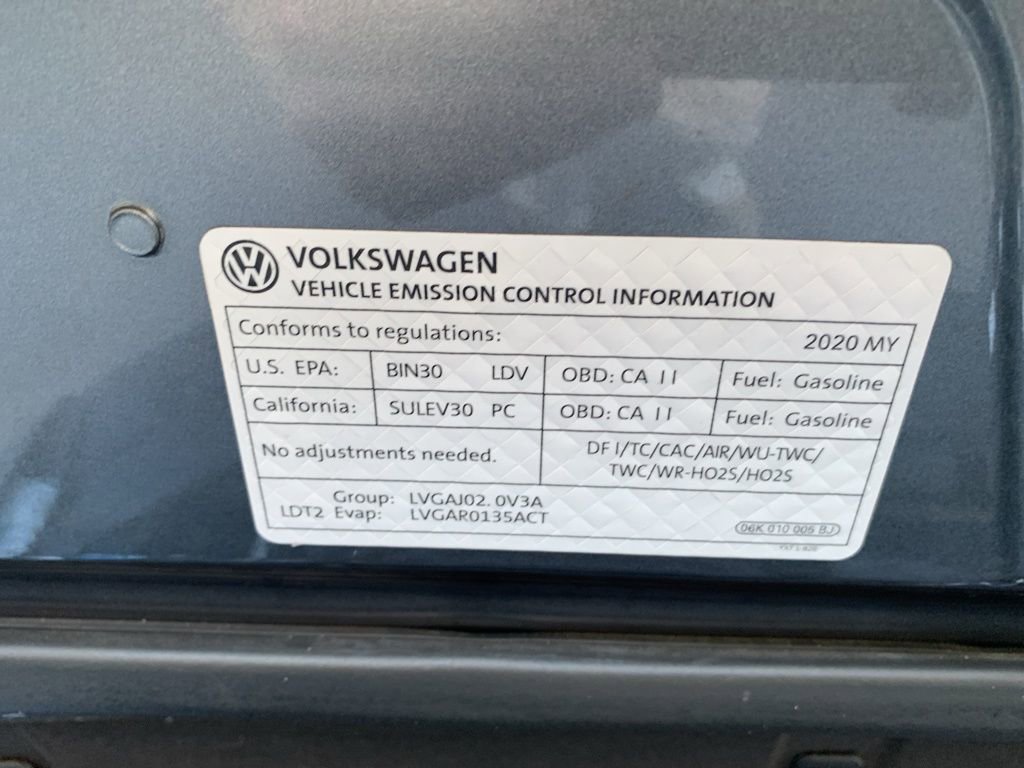 VOLKSWAGEN
VEHICLE EMISSION CONTROL INFORMATION
Conforms to regulations: 2020 MY
U.S. EPA: BIN30 LDV OBD: CA II Fuel: Gasoline
California: SULEV30 PC OBD: CA II Fuel: Gasoline
No adjustments needed. DFI/TC/CAC/AIR/WU-TWC/
TWC/WR-HO2S/HO2S
Group: LVGAJ02.0V3A
LDT2 Evap: LVGAR0135ACT
06K 010 005 BJ